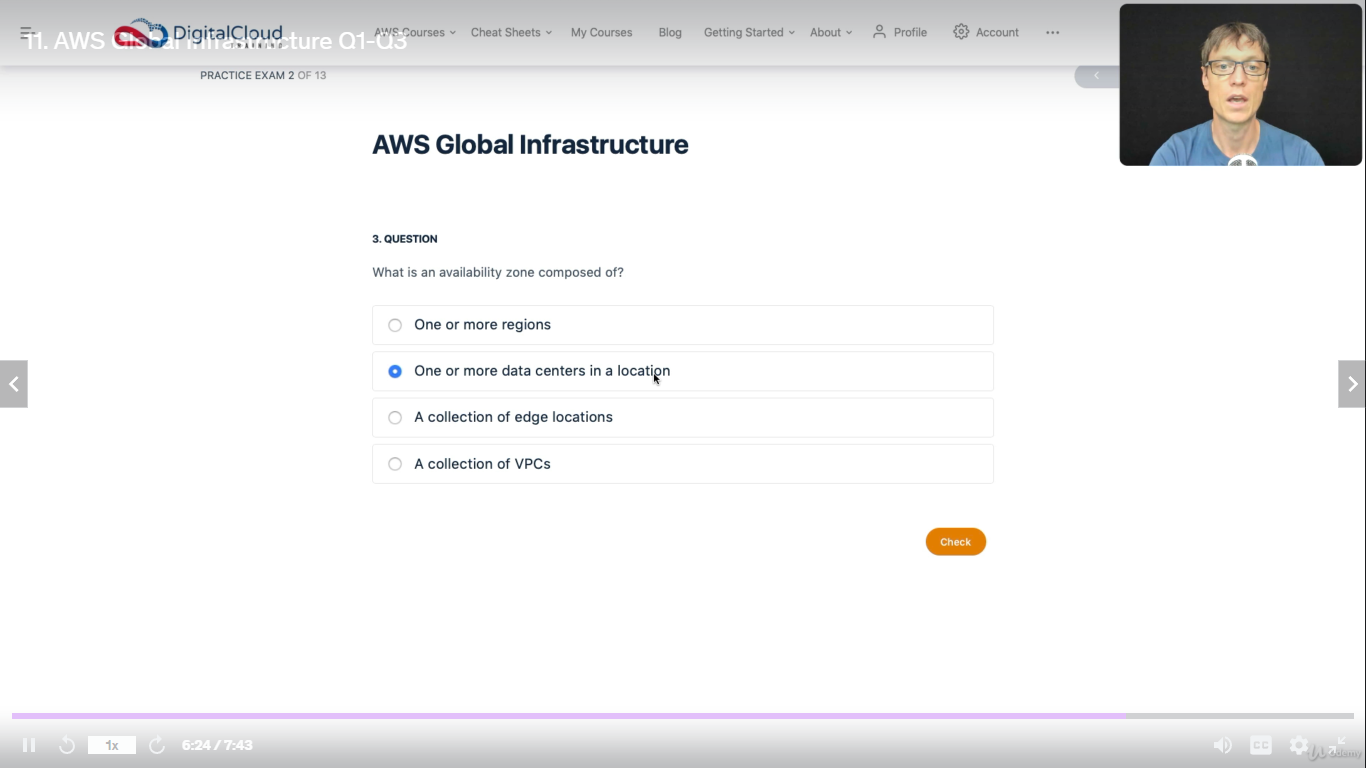 11. AWS Global Infrastructure Q1-Q3
DigitalCloud
AWS Courses Cheat Sheets My Courses Blog Getting Started About Profile Account
PRACTICE EXAM 2 OF 13
AWS Global Infrastructure
3. QUESTION
What is an availability zone composed of?
One or more regions
One or more data centers in a location
A collection of edge locations
A collection of VPCs
Check
1x
6:24 / 7:43
CC
Udemy